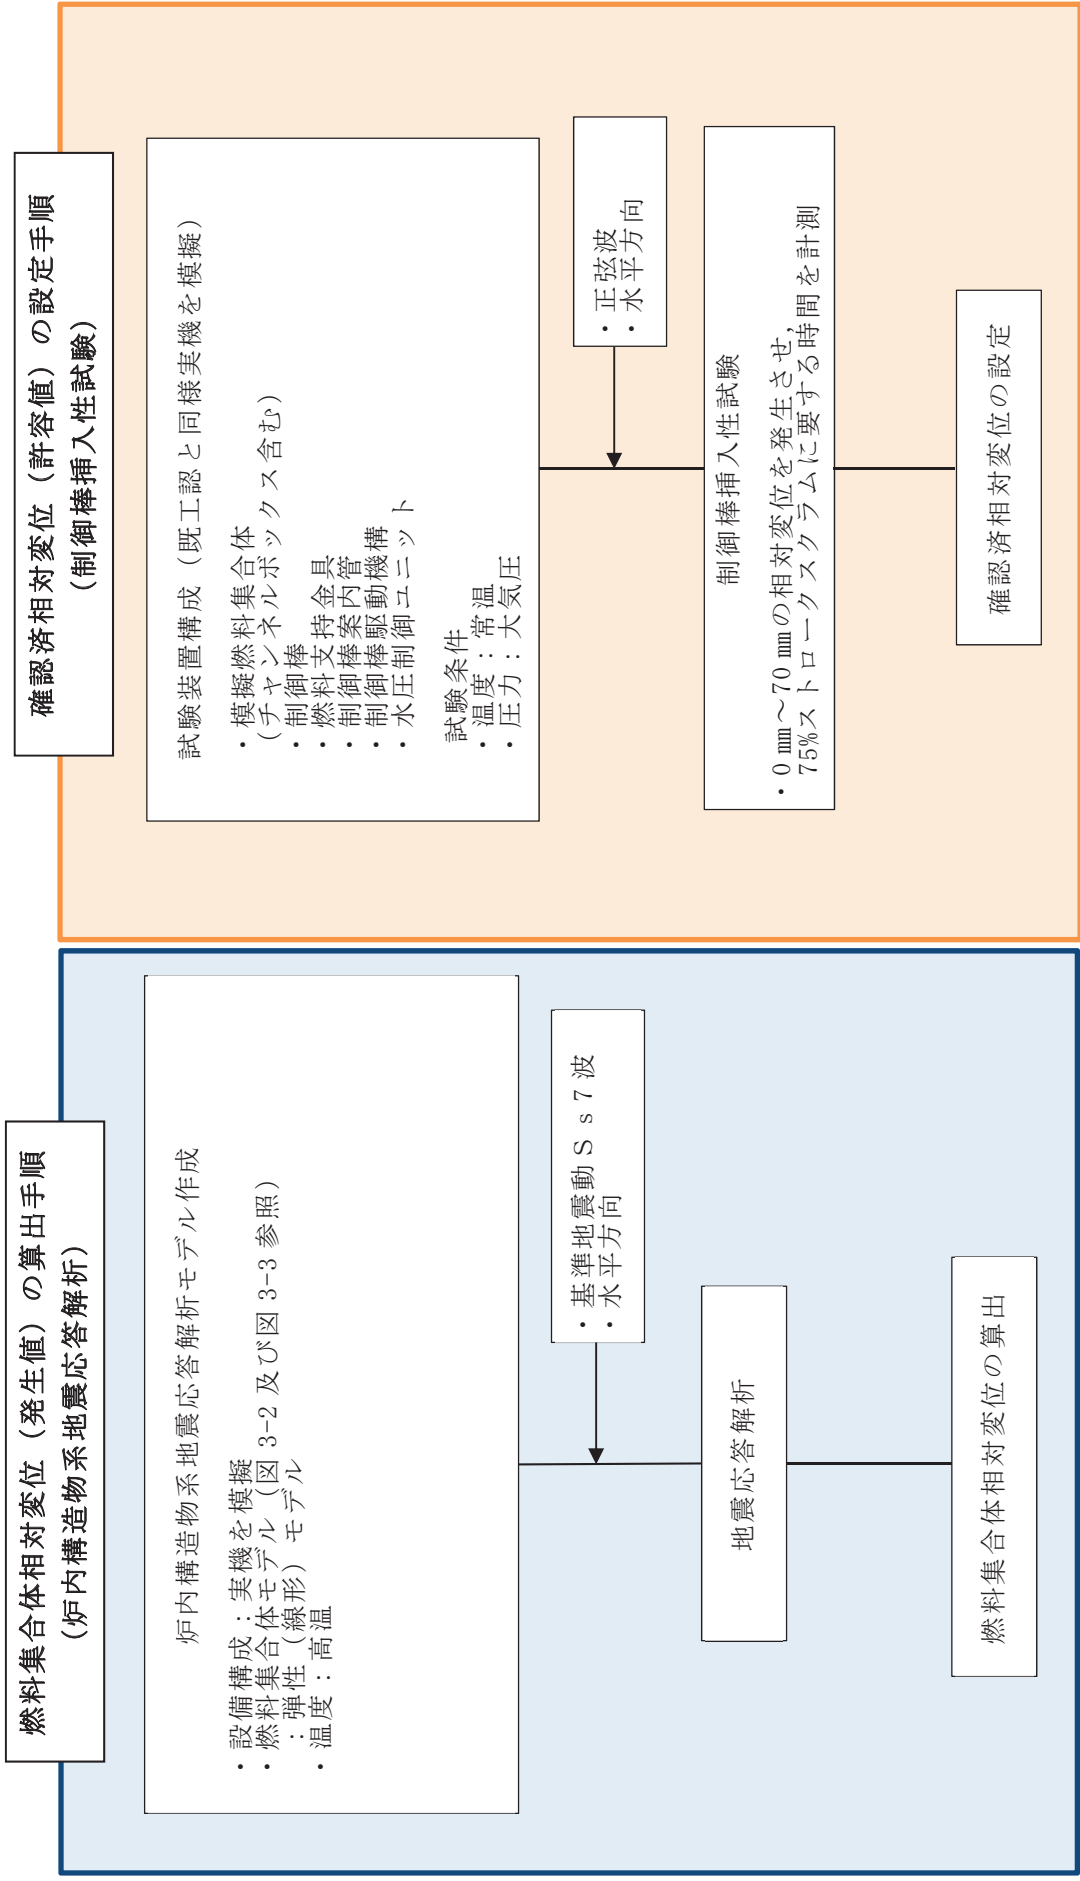 燃料集合体相対変位（発生値）の算出手順
（炉内構造物系地震応答解析）
炉内構造物系地震応答解析モデル作成
・設備構成：実機を模擬
・燃料集合体モデル（図 3-2 及び図 3-3 参照）
：弾性（線形）モデル
・温度：高温
・基準地震動Ｓｓ７波
・水平方向
地震応答解析
燃料集合体相対変位の算出
確認済相対変位（許容値）の設定手順
（制御棒挿入性試験）
試験装置構成（既工認と同様実機を模擬）
・模擬燃料集合体
（チャンネルボックス含む）
・制御棒
・燃料支持金具
・制御棒案内管
・制御棒駆動機構
・水圧制御ユニット
試験条件
・温度：常温
・圧力：大気圧
・正弦波
・水平方向
制御棒挿入性試験
・0 ㎜～70 ㎜の相対変位を発生させ，
75%ストロークスクラムに要する時間を計測
確認済相対変位の設定